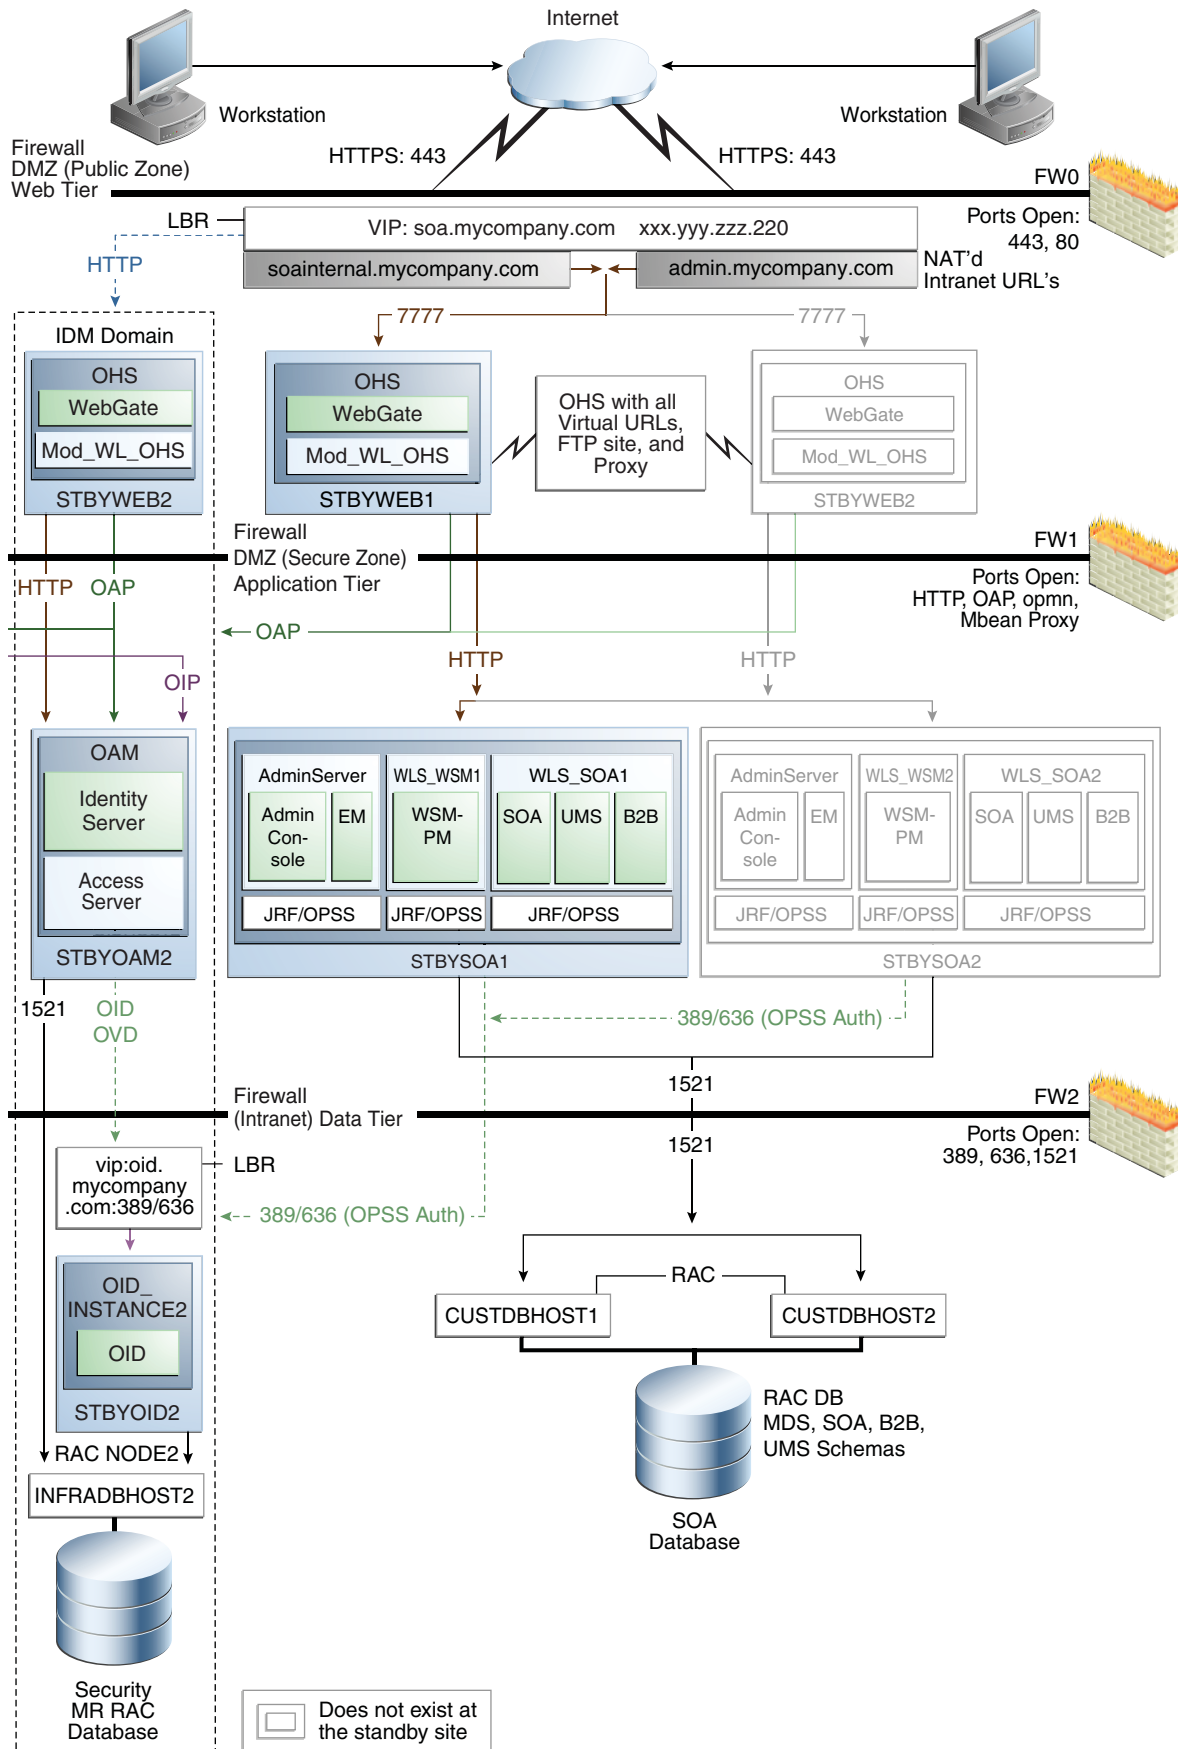 Internet
Workstation
Workstation
HTTPS: 443
HTTPS: 443
Firewall
DMZ (Public Zone)
Web Tier
FW0
Ports Open:
443, 80
LBR
VIP: soa.mycompany.com xxx.yyy.zzz.220
HTTP
soainternal.mycompany.com
admin.mycompany.com
NAT'd
Intranet URL's
7777
7777
IDM Domain
OHS
WebGate
Mod_WL_OHS
STBYWEB2
OHS
WebGate
Mod_WL_OHS
STBYWEB1
OHS with all
Virtual URLs,
FTP site, and
Proxy
OHS
WebGate
Mod_WL_OHS
STBYWEB2
Firewall
DMZ (Secure Zone)
Application Tier
FW1
Ports Open:
HTTP, OAP, opmn,
Mbean Proxy
HTTP
OAP
OAP
OIP
HTTP
HTTP
OAM
Identity
Server
Access
Server
STBYOAM2
AdminServer
Admin
Con-
sole
EM
WLS_WSM1
WSM-
PM
WLS_SOA1
SOA
UMS
B2B
JRF/OPSS
JRF/OPSS
JRF/OPSS
STBYSOA1
AdminServer
Admin
Con-
sole
EM
WLS_WSM2
WSM-
PM
WLS_SOA2
SOA
UMS
B2B
JRF/OPSS
JRF/OPSS
JRF/OPSS
STBYSOA2
1521
OID
OVD
389/636 (OPSS Auth)
1521
Firewall
(Intranet) Data Tier
FW2
Ports Open:
389, 636,1521
1521
vip:oid.
mycompany
.com:389/636
LBR
389/636 (OPSS Auth)
OID_
INSTANCE2
OID
STBYOID2
RAC
CUSTDBHOST1
CUSTDBHOST2
RAC DB
MDS, SOA, B2B,
UMS Schemas
SOA
Database
RAC NODE2
INFRADBHOST2
Security
MR RAC
Database
Does not exist at
the standby site